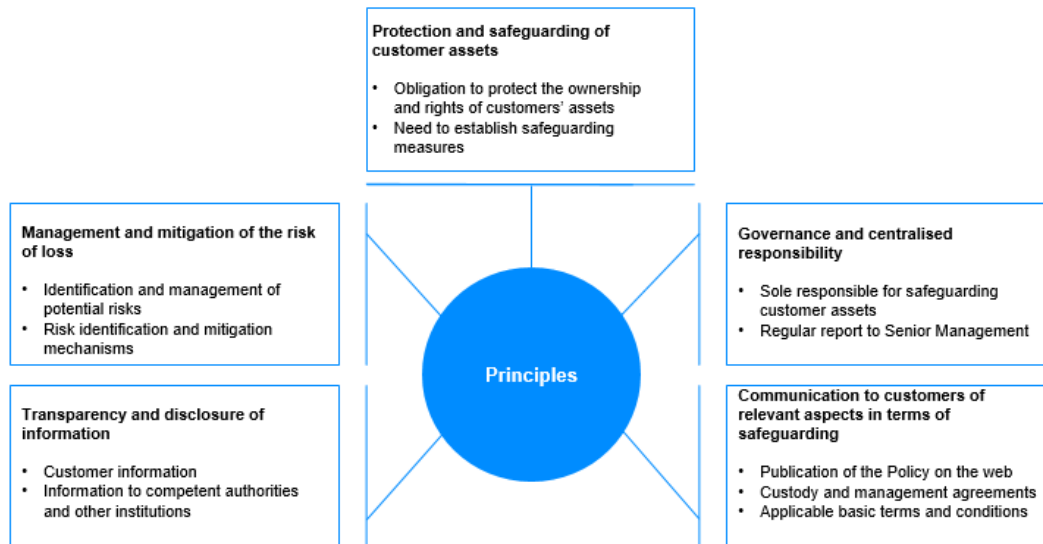 Protection and safeguarding of
customer assets
• Obligation to protect the ownership
and rights of customers' assets
• Need to establish safeguarding
measures
Management and mitigation of the risk
of loss
• Identification and management of
potential risks
• Risk identification and mitigation
mechanisms
Governance and centralised
responsibility
• Sole responsible for safeguarding
customer assets
• Regular report to Senior Management
Principles
Transparency and disclosure of
information
• Customer information
• Information to competent authorities
and other institutions
Communication to customers of
relevant aspects in terms of
safeguarding
• Publication of the Policy on the web
• Custody and management agreements
• Applicable basic terms and conditions